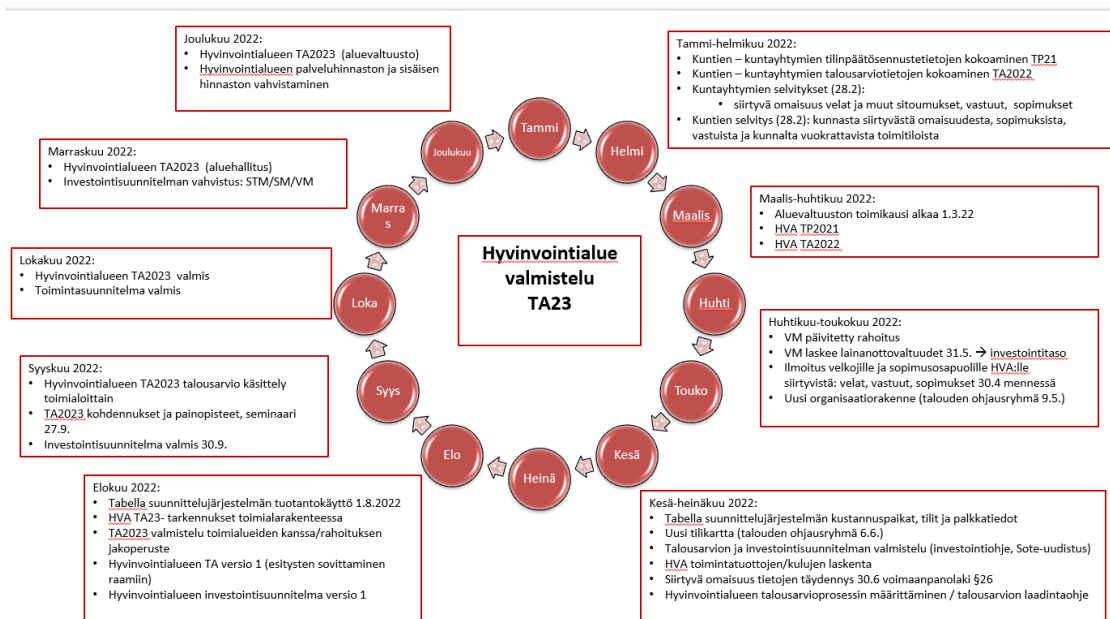 Joulukuu 2022:
• Hyvinvointialueen TA2023 (aluevaltuusto)
• Hyvinvointialueen palveluhinnaston ja sisäisen
hinnaston vahvistaminen
Tammi-helmikuu 2022:
• Kuntien – kuntayhtymien tilinpäätösennustetietojen kokoaminen TP21
• Kuntien – kuntayhtymien talousarviotietojen kokoaminen TA2022
• Kuntayhtymien selvitykset (28.2):
• siirtyvä omaisuus velat ja muut sitoumukset, vastuut, sopimukset
• Kuntien selvitys (28.2): kunnasta siirtyvästä omaisuudesta, sopimuksista,
vastuista ja kunnalta vuokrattavista toimitiloista
Marraskuu 2022:
• Hyvinvointialueen TA2023 (aluehallitus)
• Investointisuunnitelman vahvistus: STM/SM/VM
Maalis-huhtikuu 2022:
• Aluevaltuuston toimikausi alkaa 1.3.22
• HVA TP2021
• HVA TA2022
Lokakuu 2022:
• Hyvinvointialueen TA2023 valmis
• Toimintasuunnitelma valmis
Huhtikuu-toukokuu 2022:
• VM päivitetty rahoitus
• VM laskee lainanottovaltuudet 31.5. → investointitaso
• Ilmoitus velkojille ja sopimusosapuolille HVA:lle
siirtyvistä: velat, vastuut, sopimukset 30.4 mennessä
• Uusi organisaatiorakenne (talouden ohjausryhmä 9.5.)
Syyskuu 2022:
• Hyvinvointialueen TA2023 talousarvio käsittely
toimialoittain
• TA2023 kohdennukset ja painopisteet, seminaari
27.9.
• Investointisuunnitelma valmis 30.9.
Elokuu 2022:
• Tabella suunnittelujärjestelmän tuotantokäyttö 1.8.2022
• HVA TA23- tarkennukset toimialarakenteessa
• TA2023 valmistelu toimialueiden kanssa/rahoituksen
jakoperuste
• Hyvinvointialueen TA versio 1 (esitysten sovittaminen
raamiin)
• Hyvinvointialueen investointisuunnitelma versio 1
Kesä-heinäkuu 2022:
• Tabella suunnittelujärjestelmän kustannuspaikat, tilit ja palkkatiedot
• Uusi tilikartta (talouden ohjausryhmä 6.6.)
• Talousarvion ja investointisuunnitelman valmistelu (investointiohje, Sote-uudistus)
• HVA toimintatuottojen/kulujen laskenta
• Siirtyvä omaisuus tietojen täydennys 30.6 voimaanpanolaki §26
• Hyvinvointialueen talousarvioprosessin määrittäminen / talousarvion laadintaohje
Tammi
Helmi
Maalis
Huhti
Touko
Kesä
Heinä
Elo
Syys
Loka
Marra
s
Joulukuu
Hyvinvointialue
valmistelu
TA23